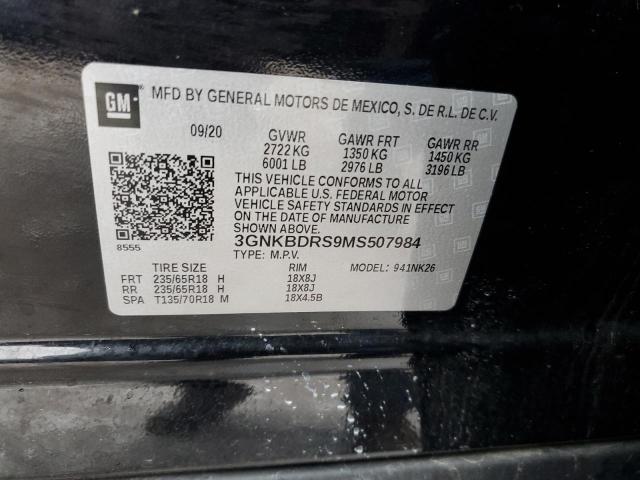 GM
MFD BY GENERAL MOTORS DE MEXICO, S. DE R.L. DE C.V.
09/20 GVWR GAWR FRT GAWR RR
2722 KG 1350 KG 1450 KG
6001 LB 2976 LB 3196 LB
THIS VEHICLE CONFORMS TO ALL
APPLICABLE U.S. FEDERAL MOTOR
VEHICLE SAFETY STANDARDS IN EFFECT
ON THE DATE OF MANUFACTURE
SHOWN ABOVE.
3GNKBDRS9MS507984
8555 TYPE: M.P.V.
TIRE SIZE RIM MODEL: 941NK26
FRT 235/65R18 H 18X8J
RR 235/65R18 H 18X8J
SPA T135/70R18 M 18X4.5B